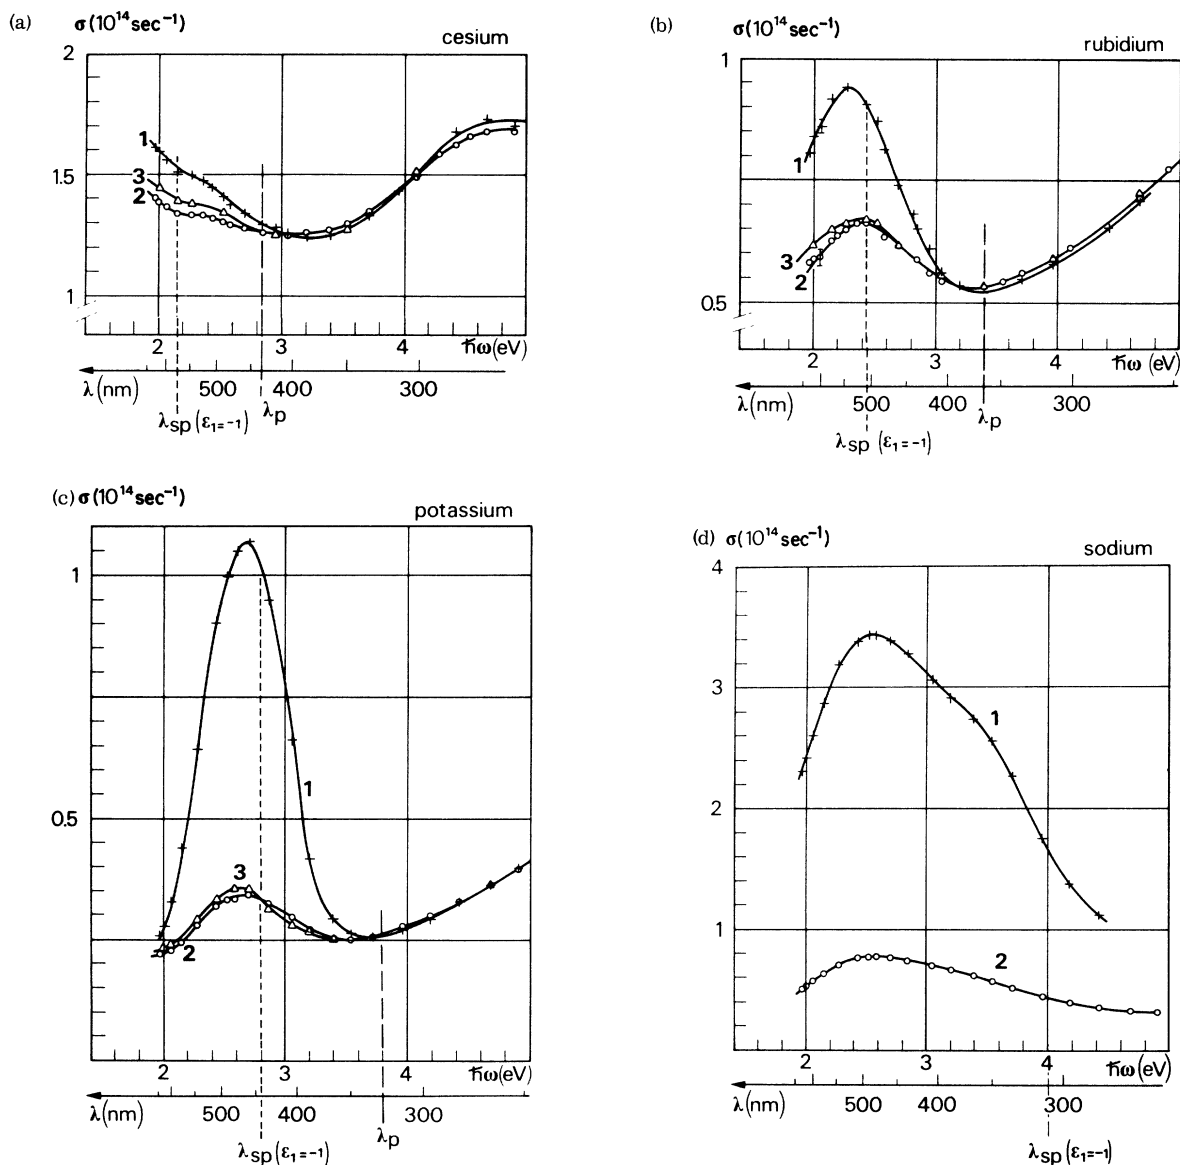 (a) σ(10¹⁴sec⁻¹) cesium
2
1.5
1
1
3
2
2 3 4 ħω(eV)
λ(nm) 500 400 300
λsp(ε₁=-1) λp
(b) σ(10¹⁴sec⁻¹) rubidium
1
0.5
1
3
2
2 3 4 ħω(eV)
λ(nm) 500 400 300
λp
λsp(ε₁=-1)
(c) σ(10¹⁴sec⁻¹) potassium
1
0.5
1
3
2
2 3 4 ħω(eV)
λ(nm) 500 400 300
λp
λsp(ε₁=-1)
(d) σ(10¹⁴sec⁻¹) sodium
4
3
2
1
1
2
2 3 4 ħω(eV)
λ(nm) 500 400 300
λsp(ε₁=-1)